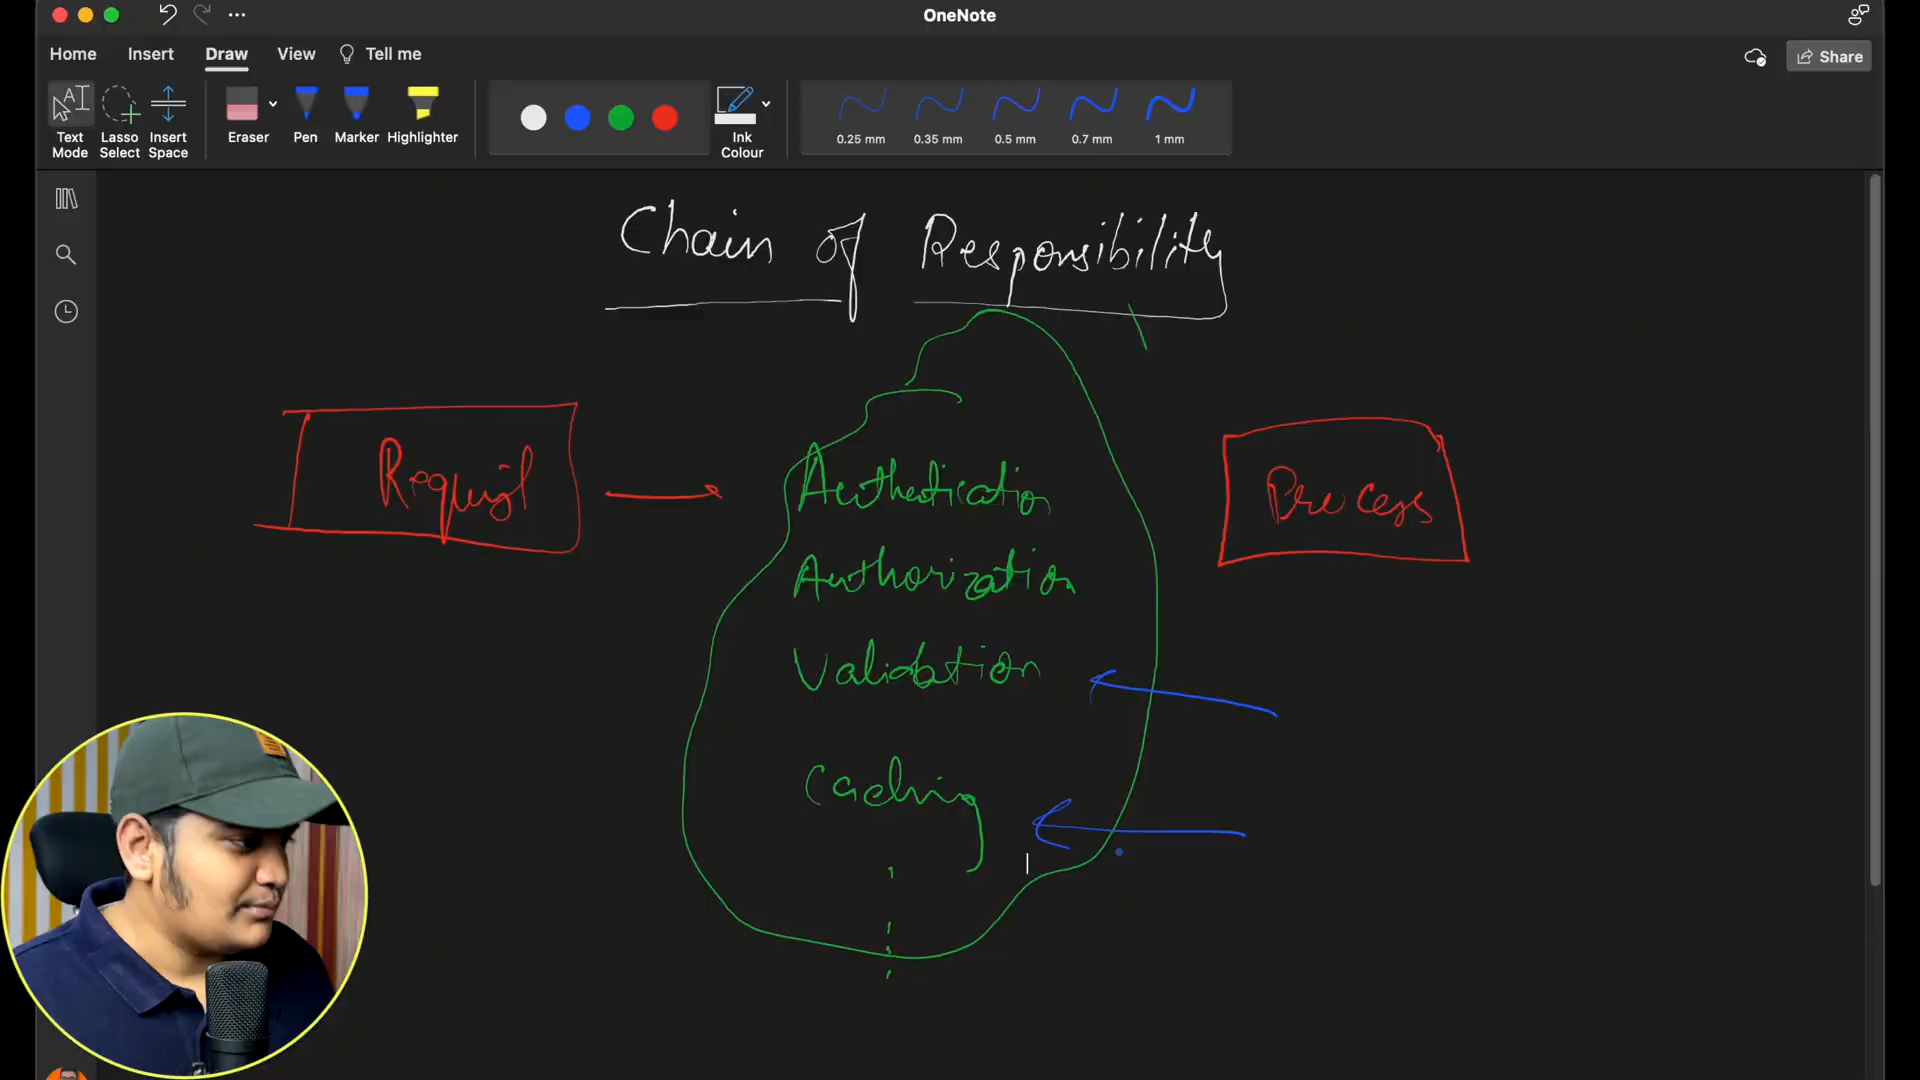 OneNote
Home Insert Draw View Tell me
Share
Text Mode
Lasso Select
Insert Space
Eraser
Pen
Marker
Highlighter
Ink Colour
0.25 mm
0.35 mm
0.5 mm
0.7 mm
1 mm
Chain of Responsibility
Request
Authentication
Authorization
Validation
Caching
Process